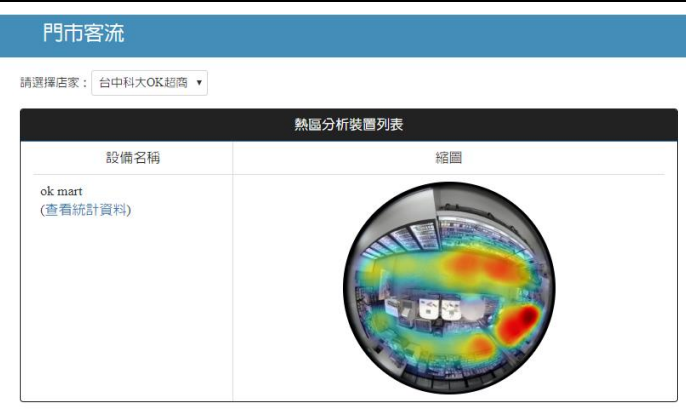 門市客流
請選擇店家： 台中科大OK超商 ▼
熱區分析裝置列表
設備名稱 縮圖
ok mart
(查看統計資料)